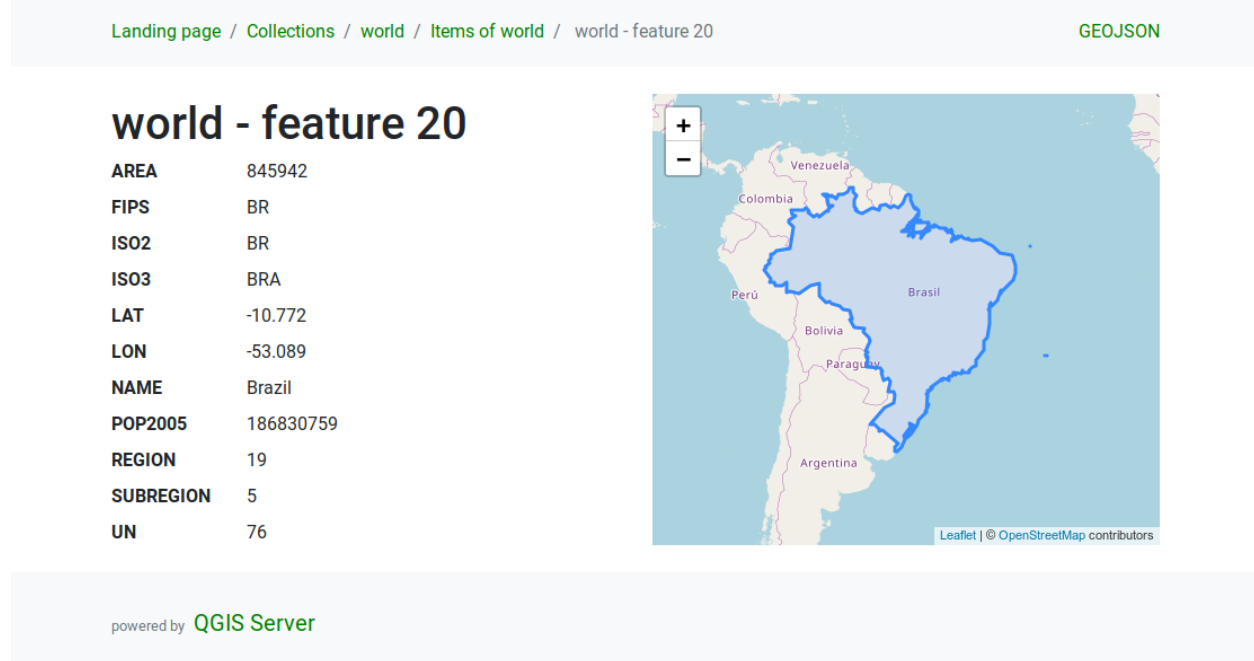 Landing page / Collections / world / Items of world / world - feature 20 GEOJSON
world - feature 20
AREA 845942
FIPS BR
ISO2 BR
ISO3 BRA
LAT -10.772
LON -53.089
NAME Brazil
POP2005 186830759
REGION 19
SUBREGION 5
UN 76
+
−
Venezuela
Colombia
Perú
Brasil
Bolivia
Paraguay
Argentina
Leaflet | © OpenStreetMap contributors
powered by QGIS Server